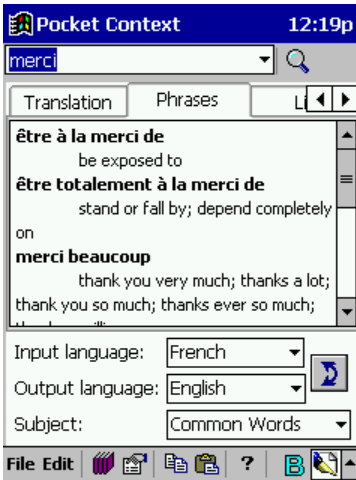 Pocket Context 12:19p
merci
Translation Phrases Li
être à la merci de
be exposed to
être totalement à la merci de
stand or fall by; depend completely
on
merci beaucoup
thank you very much; thanks a lot;
thank you so much; thanks ever so much;
Input language: French
Output language: English
Subject: Common Words
File Edit ? B